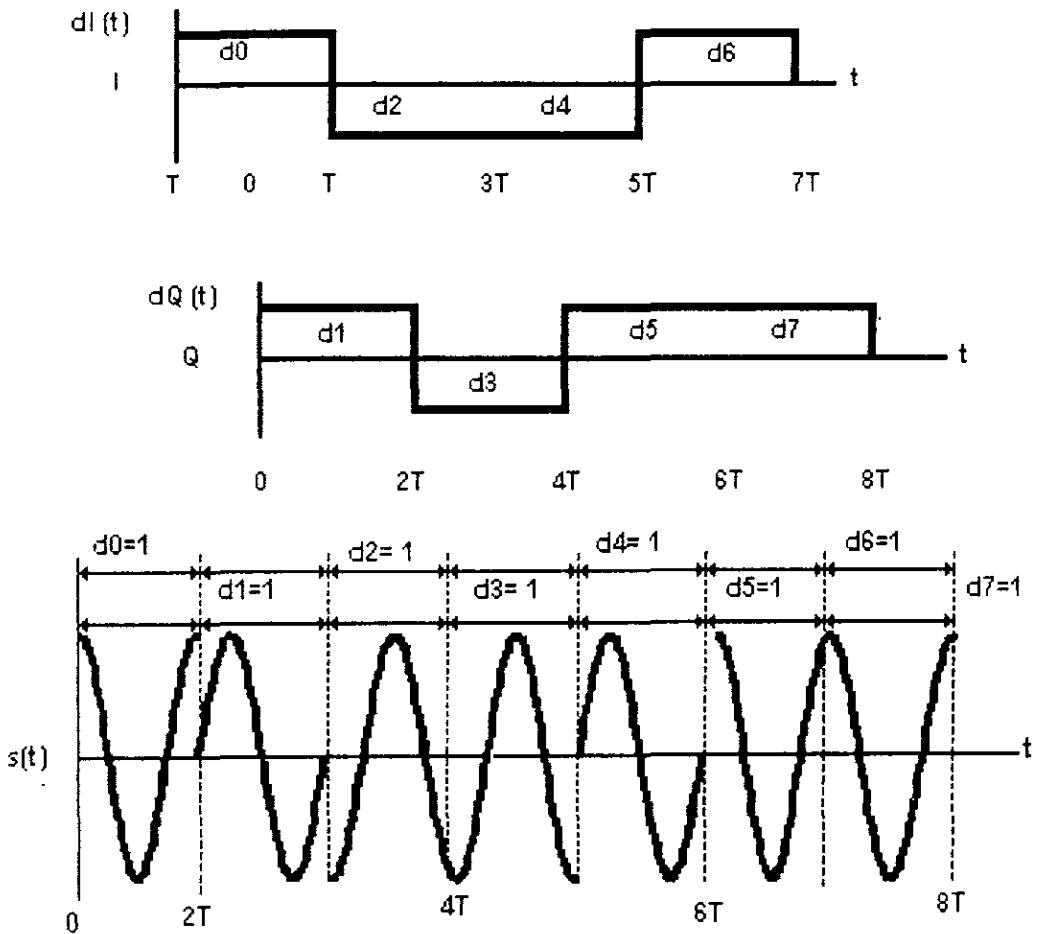 dI (t)
d0
d6
I
t
d2
d4
T 0 T 3T 5T 7T
dQ (t)
d1
d5
d7
Q
t
d3
0 2T 4T 6T 8T
d0=1
d2= 1
d4= 1
d6=1
d1=1
d3= 1
d5=1
d7=1
s(t)
t
0 2T 4T 6T 8T